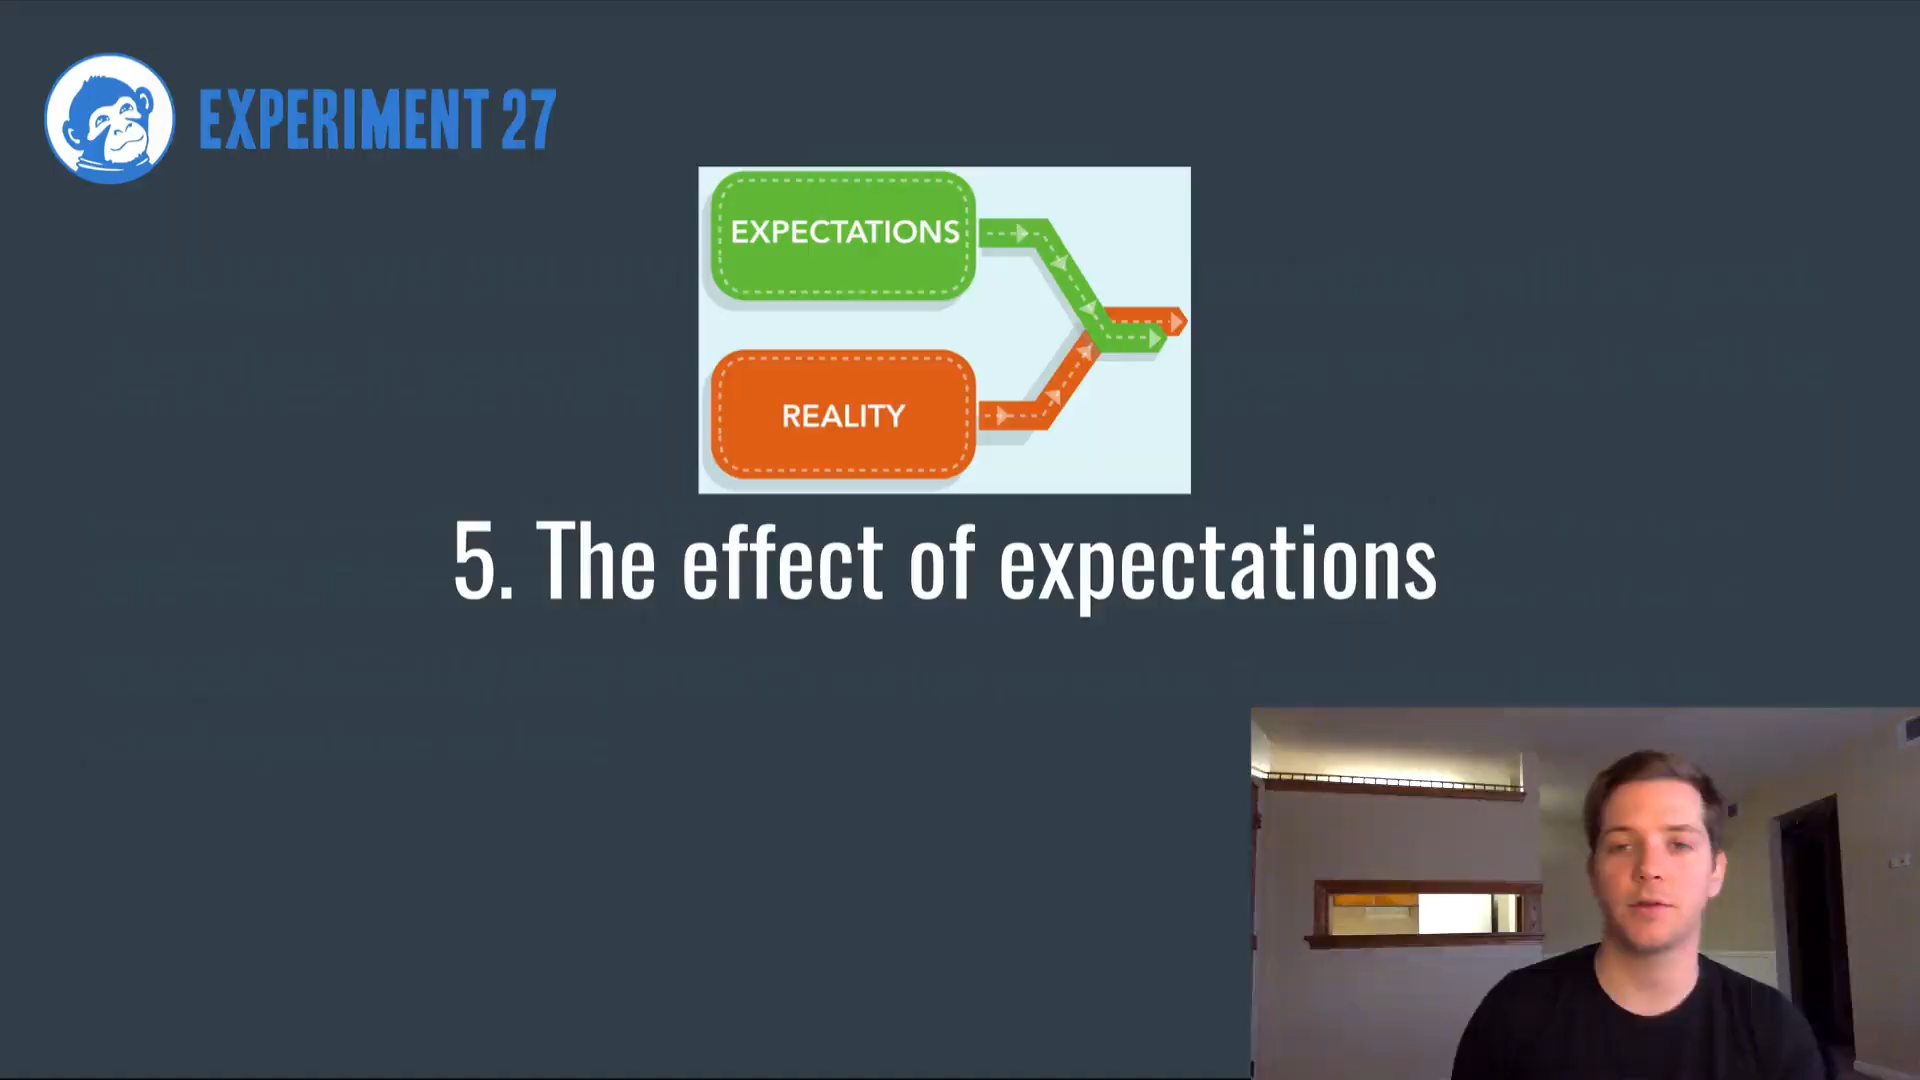 EXPERIMENT 27
EXPECTATIONS
REALITY
5. The effect of expectations